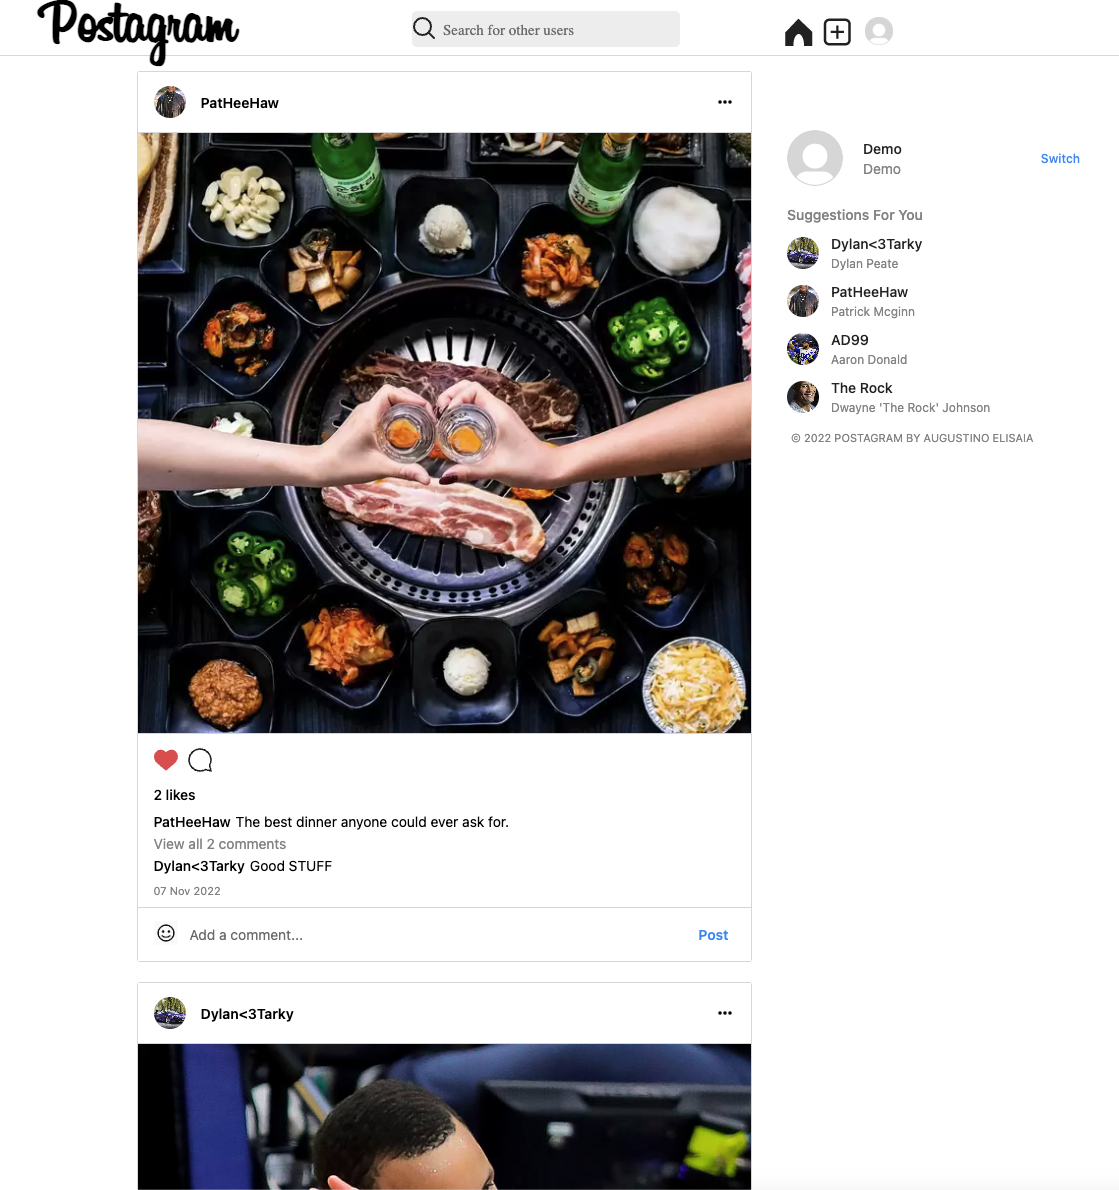 Postagram
Search for other users
PatHeeHaw
•••
Demo
Demo
Switch
Suggestions For You
Dylan<3Tarky
Dylan Peate
PatHeeHaw
Patrick Mcginn
AD99
Aaron Donald
The Rock
Dwayne 'The Rock' Johnson
© 2022 POSTAGRAM BY AUGUSTINO ELISAIA
2 likes
PatHeeHaw The best dinner anyone could ever ask for.
View all 2 comments
Dylan<3Tarky Good STUFF
07 Nov 2022
Add a comment...
Post
Dylan<3Tarky
•••